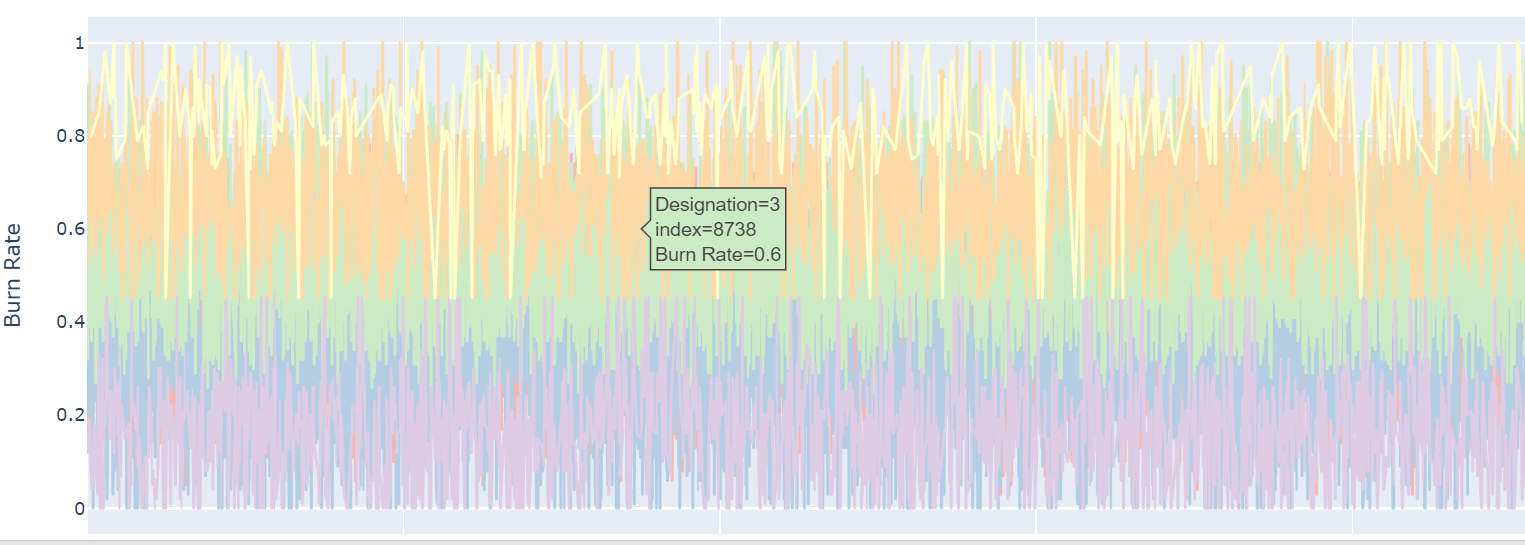 Burn Rate
1
0.8
0.6
0.4
0.2
0
Designation=3
index=8738
Burn Rate=0.6